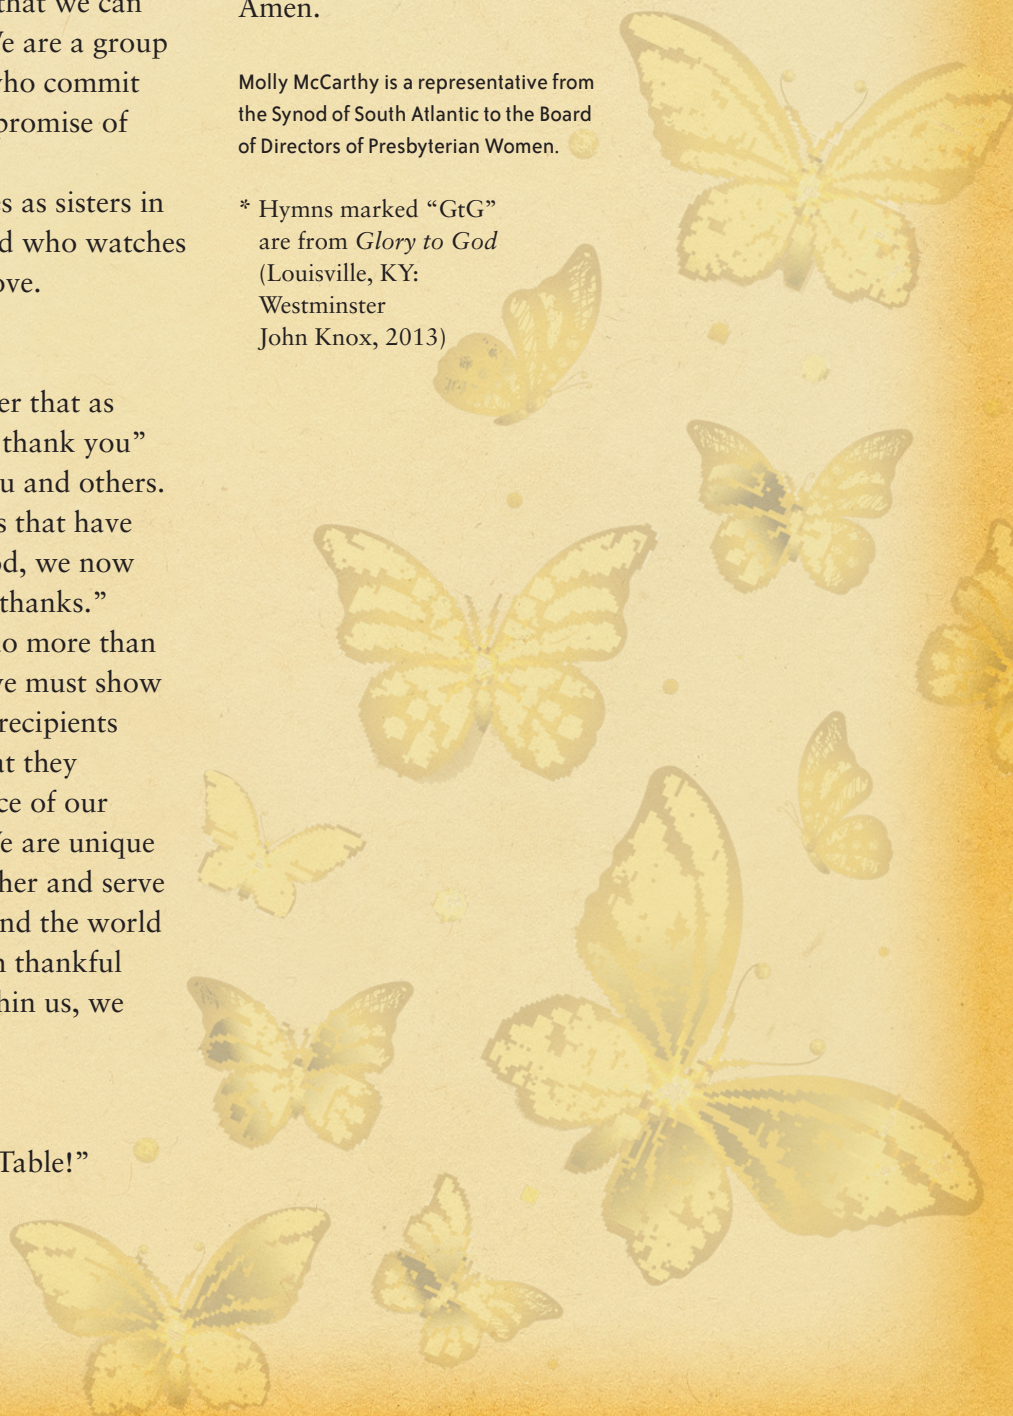 that we can
We are a group
who commit
promise of
as sisters in
who watches
er that as
thank you”
and others.
that have
we now
thanks.”
more than
we must show
recipients
they
of our
We are unique
her and serve
the world
thankful
us, we
Table!”
Amen.
Molly McCarthy is a representative from
the Synod of South Atlantic to the Board
of Directors of Presbyterian Women.
* Hymns marked “GtG”
are from Glory to God
(Louisville, KY:
Westminster
John Knox, 2013)